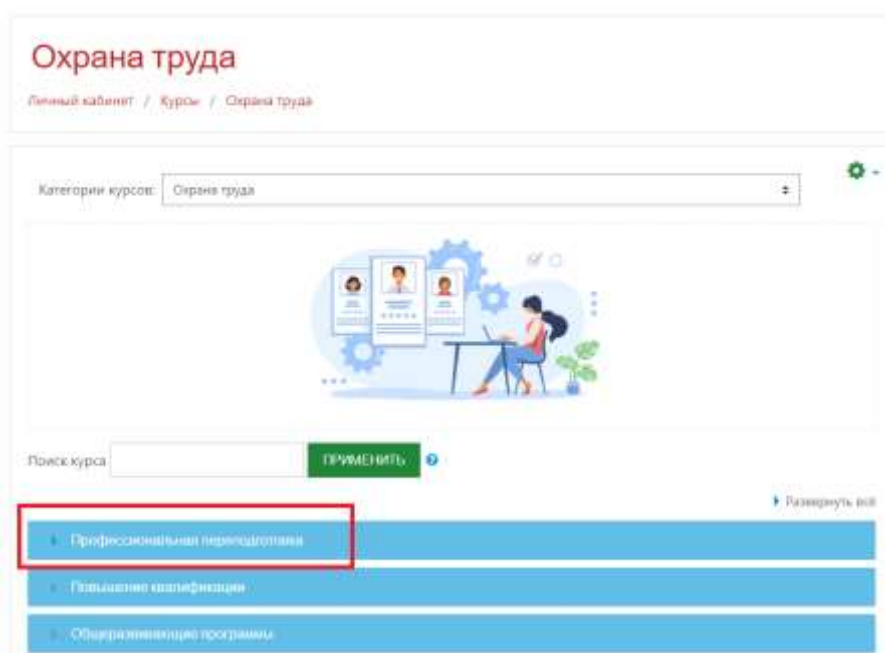 Охрана труда
Личный кабинет / Курсы / Охрана труда
Категории курсов: Охрана труда
Поиск курса ПРИМЕНИТЬ
Развернуть всё
Профессиональная переподготовка
Повышение квалификации
Общеразвивающие программы